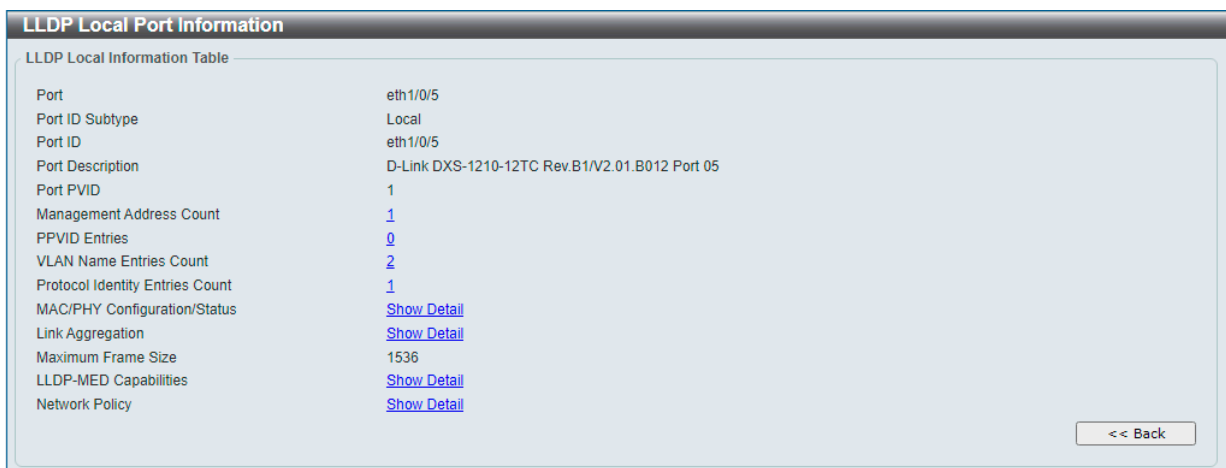 LLDP Local Port Information
LLDP Local Information Table
Port eth1/0/5
Port ID Subtype Local
Port ID eth1/0/5
Port Description D-Link DXS-1210-12TC Rev.B1/V2.01.B012 Port 05
Port PVID 1
Management Address Count 1
PPVID Entries 0
VLAN Name Entries Count 2
Protocol Identity Entries Count 1
MAC/PHY Configuration/Status Show Detail
Link Aggregation Show Detail
Maximum Frame Size 1536
LLDP-MED Capabilities Show Detail
Network Policy Show Detail
<< Back